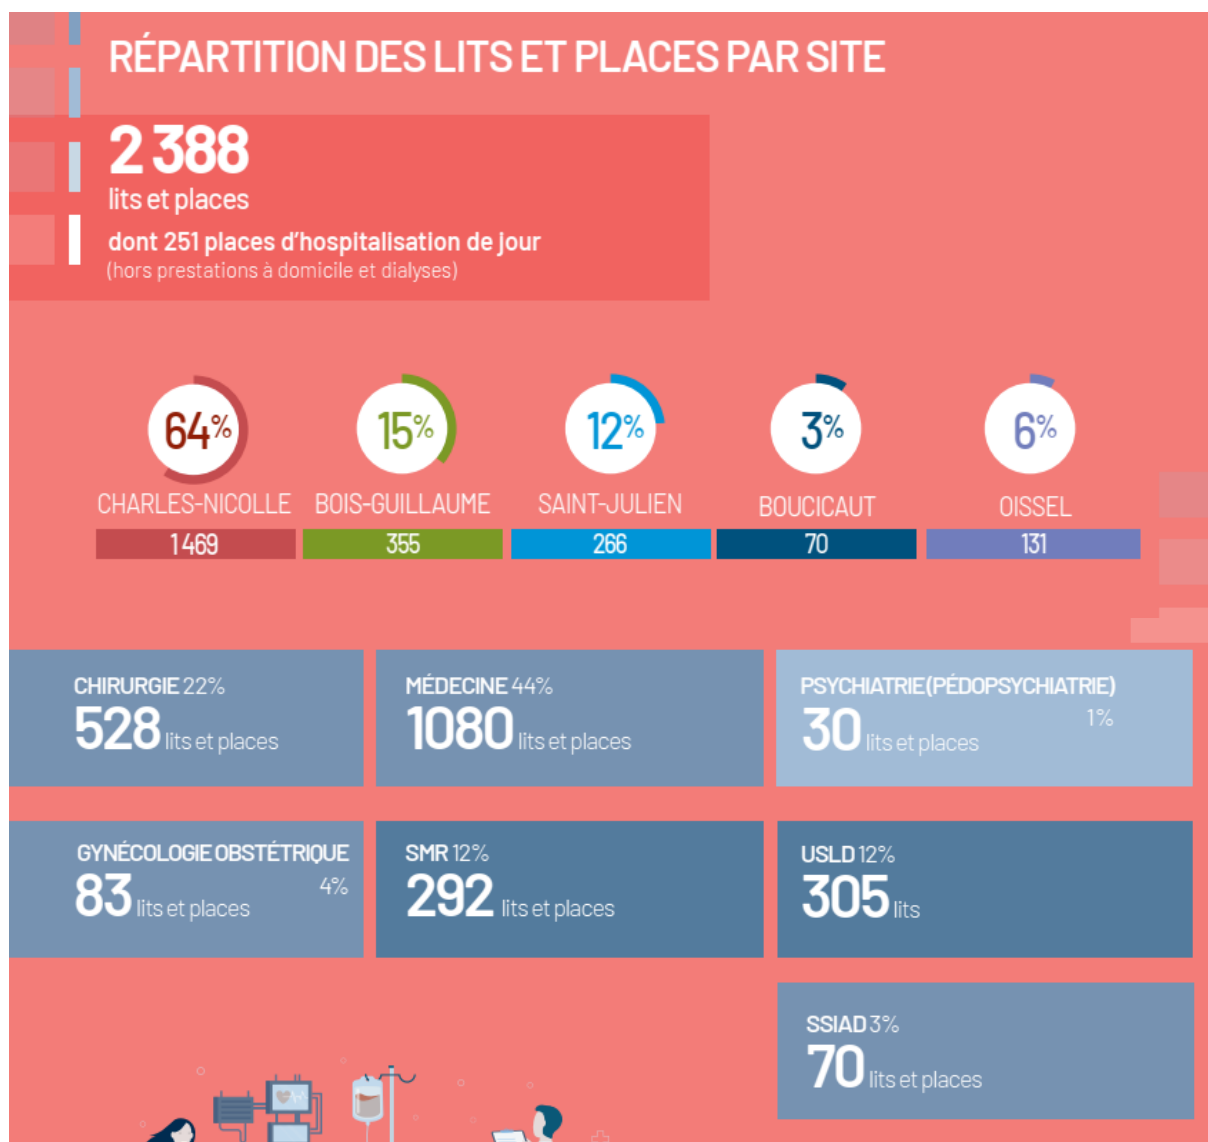 RÉPARTITION DES LITS ET PLACES PAR SITE
2 388
lits et places
dont 251 places d'hospitalisation de jour
(hors prestations à domicile et dialyses)
64%
CHARLES-NICOLLE
1 469
15%
BOIS-GUILLAUME
355
12%
SAINT-JULIEN
266
3%
BOUCICAUT
70
6%
OISSEL
131
CHIRURGIE 22%
528 lits et places
MÉDECINE 44%
1080 lits et places
PSYCHIATRIE (PÉDOPSYCHIATRIE)
1%
30 lits et places
GYNÉCOLOGIE OBSTÉTRIQUE
4%
83 lits et places
SMR 12%
292 lits et places
USLD 12%
305 lits
SSIAD 3%
70 lits et places